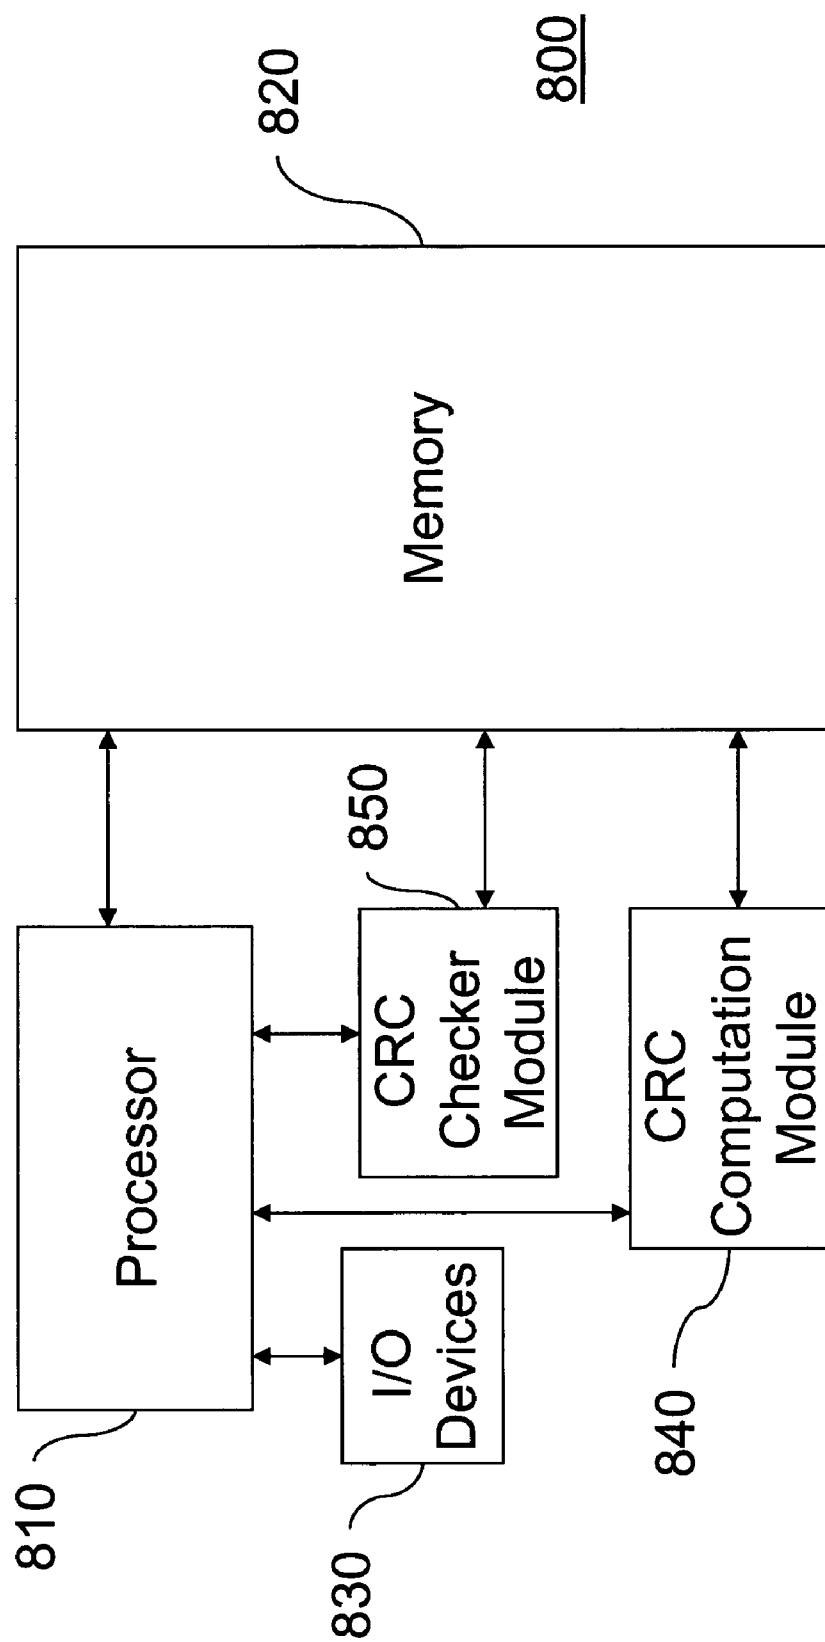 810
Processor
820
Memory
830
I/O
Devices
850
CRC
Checker
Module
840
CRC
Computation
Module
800